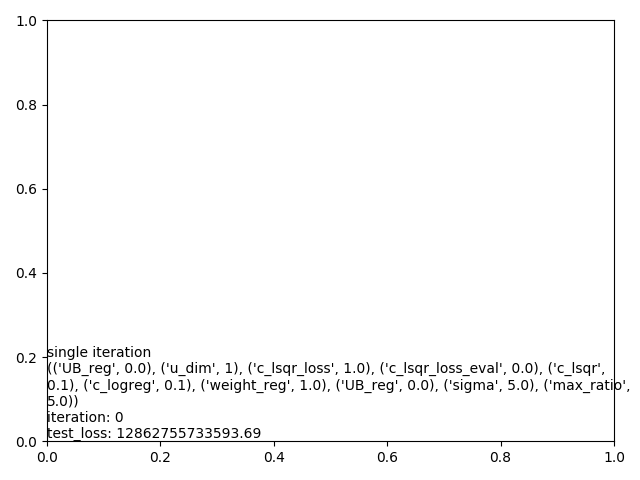 1.0
0.8
0.6
0.4
0.2
0.0
single iteration
(('UB_reg', 0.0), ('u_dim', 1), ('c_lsqr_loss', 1.0), ('c_lsqr_loss_eval', 0.0), ('c_lsqr',
0.1), ('c_logreg', 0.1), ('weight_reg', 1.0), ('UB_reg', 0.0), ('sigma', 5.0), ('max_ratio',
5.0))
iteration: 0
test_loss: 12862755733593.69
0.0 0.2 0.4 0.6 0.8 1.0